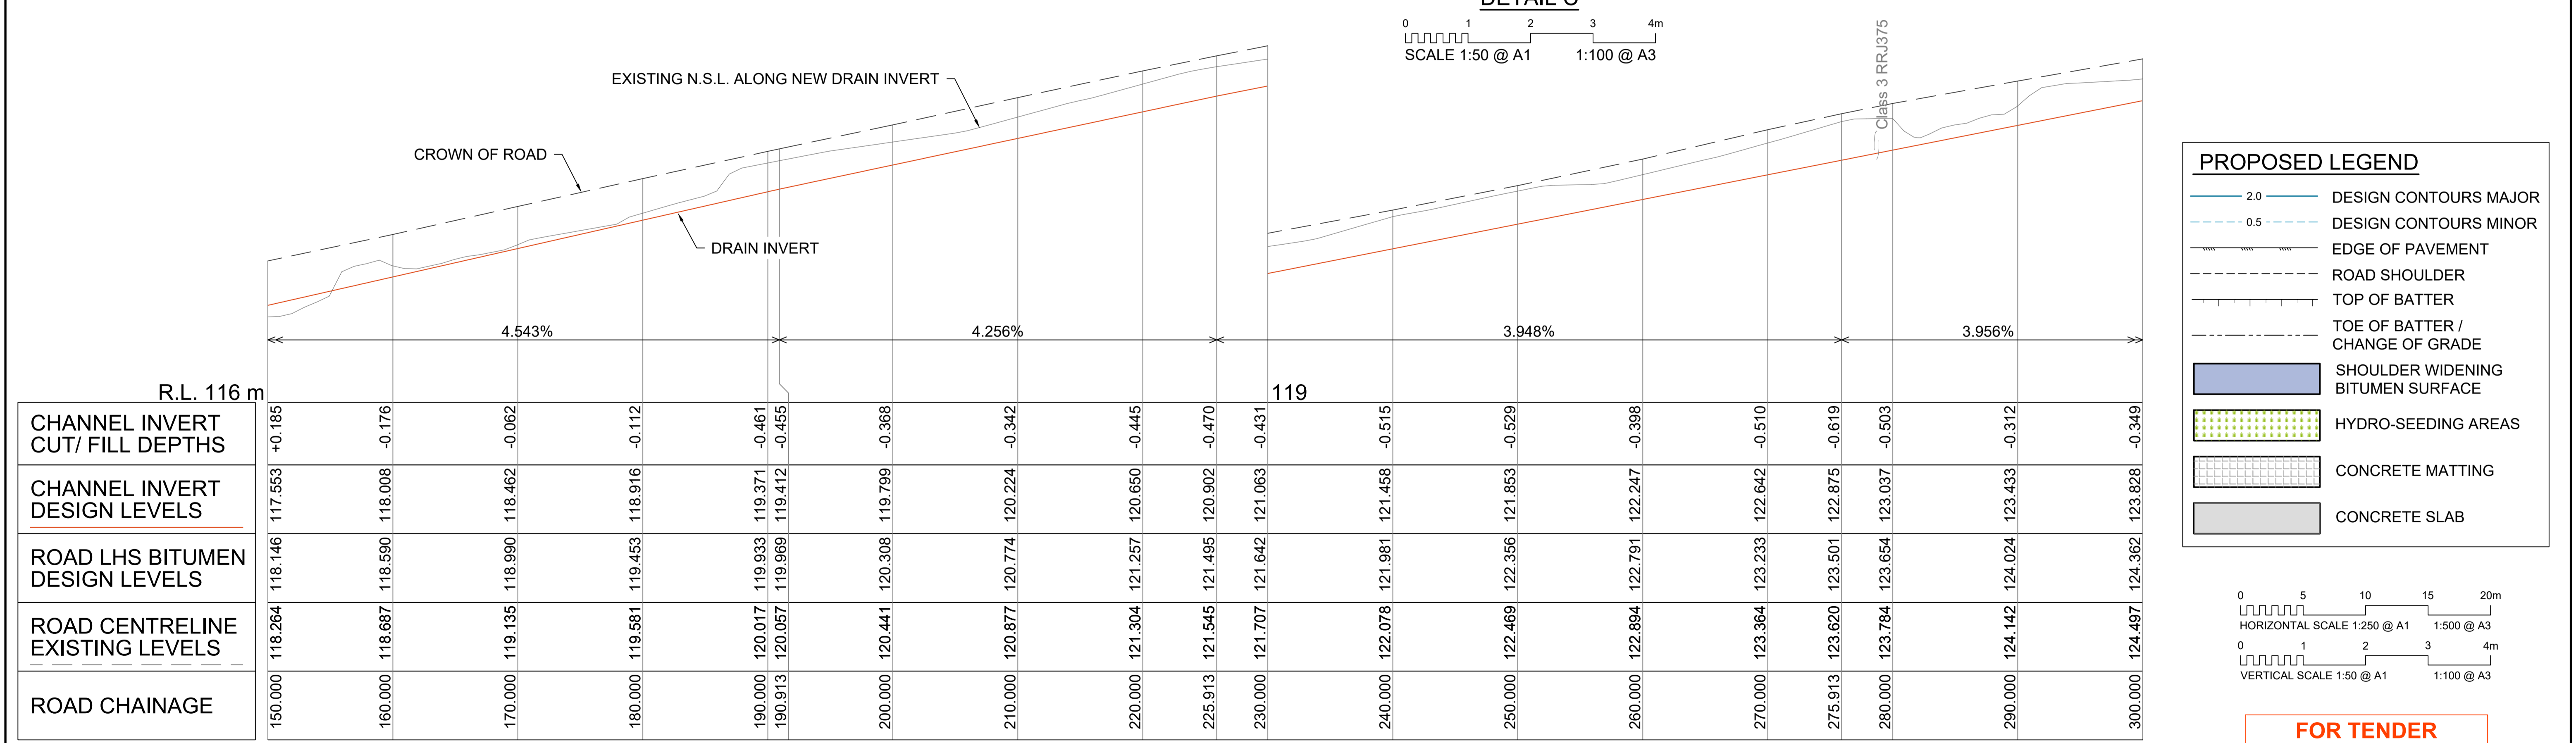 DETAIL C
0 1 2 3 4m
SCALE 1:50 @ A1 1:100 @ A3
EXISTING N.S.L. ALONG NEW DRAIN INVERT
CROWN OF ROAD
DRAIN INVERT
Class 3 RRJ375
4.543% 4.256% 3.948% 3.956%
R.L. 116 m
119
CHANNEL INVERT
CUT/ FILL DEPTHS
+0.185 -0.176 -0.062 -0.112 -0.461 -0.455 -0.368 -0.342 -0.445 -0.470 -0.431 -0.515 -0.529 -0.398 -0.510 -0.619 -0.503 -0.312 -0.349
CHANNEL INVERT
DESIGN LEVELS
117.553 118.008 118.462 118.916 119.371 119.412 119.799 120.224 120.650 120.902 121.063 121.458 121.853 122.247 122.642 122.875 123.037 123.433 123.828
ROAD LHS BITUMEN
DESIGN LEVELS
118.146 118.590 118.990 119.453 119.933 119.969 120.308 120.774 121.257 121.495 121.642 121.981 122.356 122.791 123.233 123.501 123.654 124.024 124.362
ROAD CENTRELINE
EXISTING LEVELS
118.264 118.687 119.135 119.581 120.017 120.057 120.441 120.877 121.304 121.545 121.707 122.078 122.469 122.894 123.364 123.620 123.784 124.142 124.497
ROAD CHAINAGE
150.000 160.000 170.000 180.000 190.000 190.913 200.000 210.000 220.000 225.913 230.000 240.000 250.000 260.000 270.000 275.913 280.000 290.000 300.000
PROPOSED LEGEND
2.0 DESIGN CONTOURS MAJOR
0.5 DESIGN CONTOURS MINOR
EDGE OF PAVEMENT
ROAD SHOULDER
TOP OF BATTER
TOE OF BATTER /
CHANGE OF GRADE
SHOULDER WIDENING
BITUMEN SURFACE
HYDRO-SEEDING AREAS
CONCRETE MATTING
CONCRETE SLAB
0 5 10 15 20m
HORIZONTAL SCALE 1:250 @ A1 1:500 @ A3
0 1 2 3 4m
VERTICAL SCALE 1:50 @ A1 1:100 @ A3
FOR TENDER